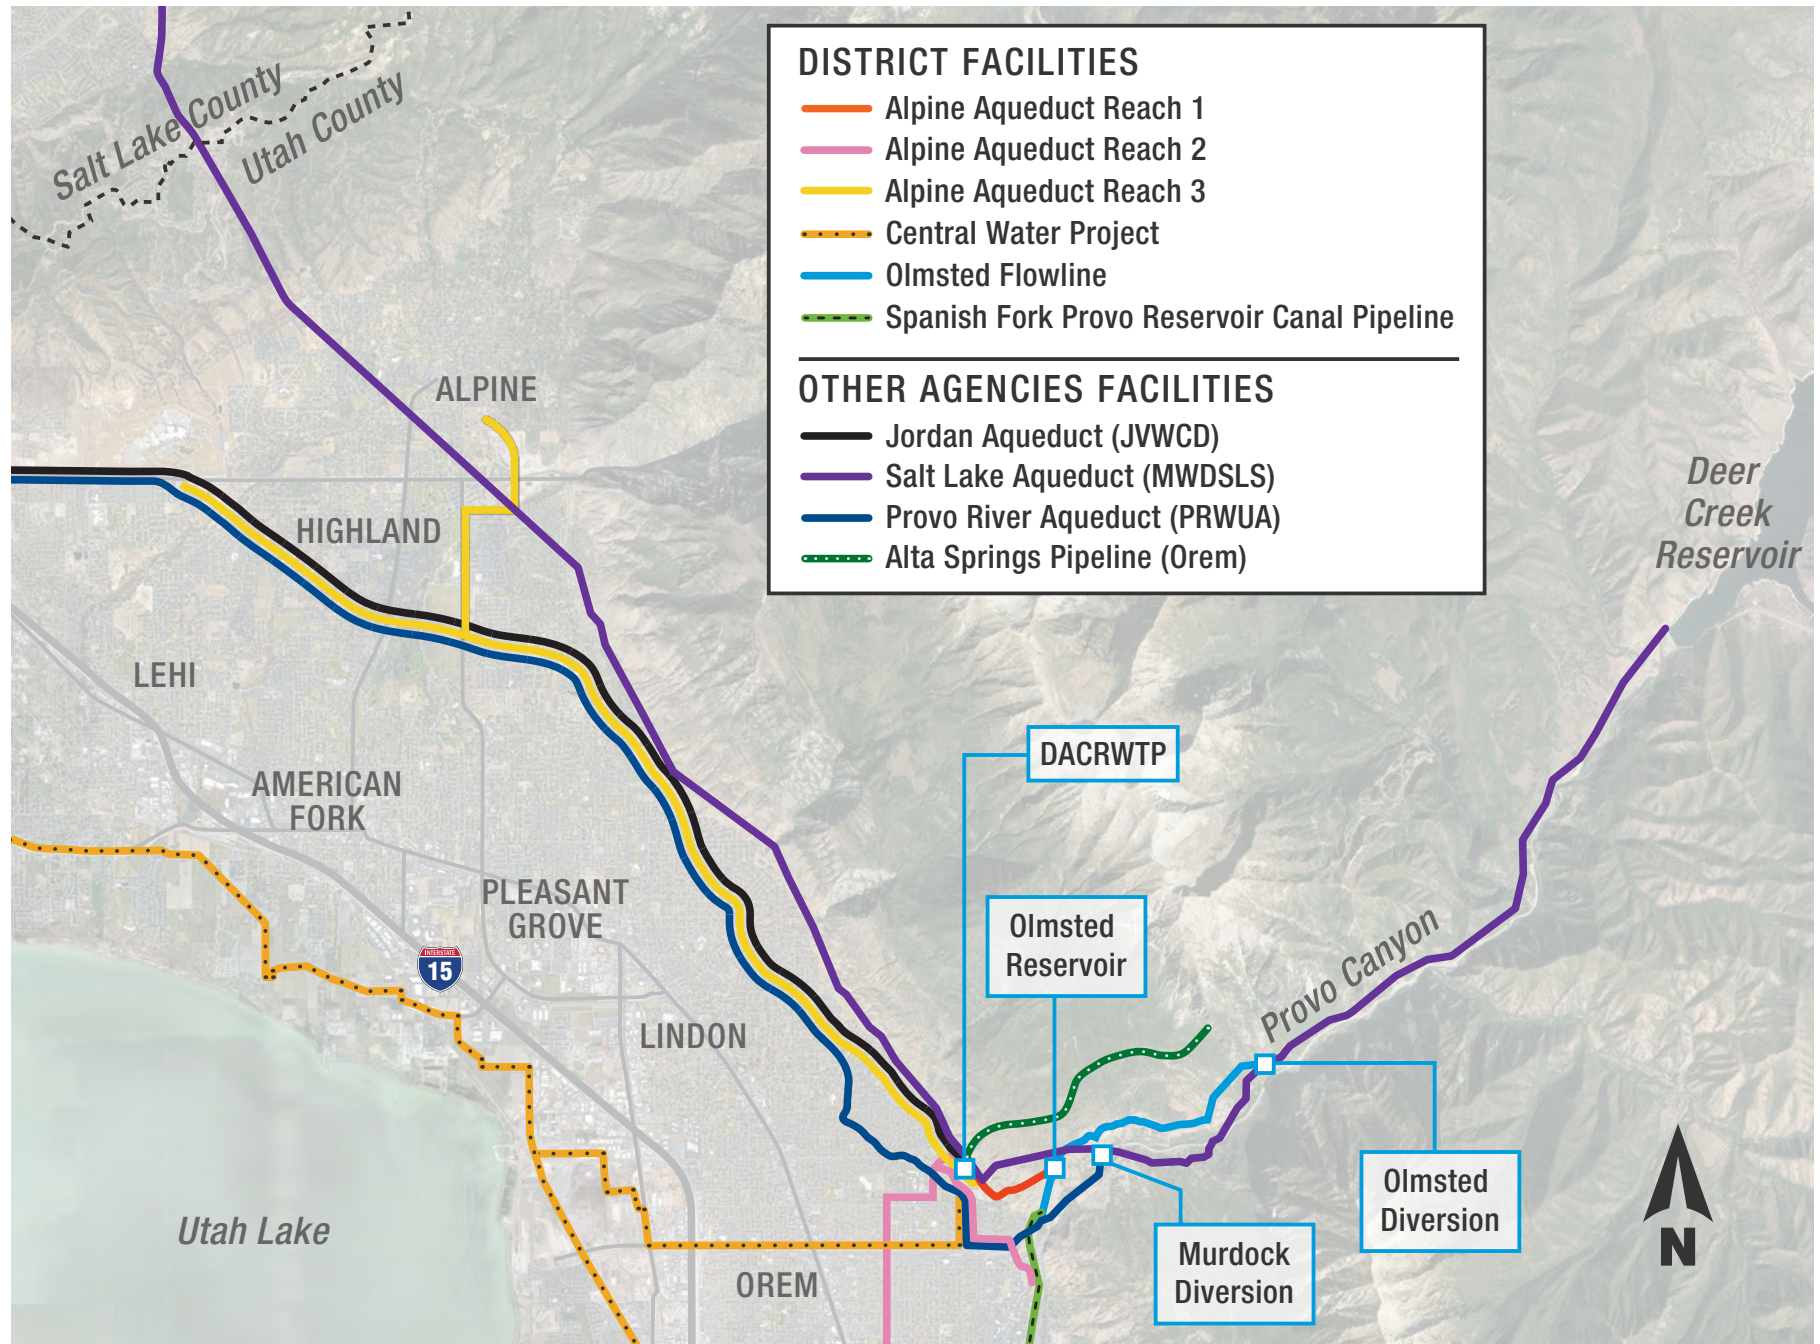 DISTRICT FACILITIES
Alpine Aqueduct Reach 1
Alpine Aqueduct Reach 2
Alpine Aqueduct Reach 3
Central Water Project
Olmsted Flowline
Spanish Fork Provo Reservoir Canal Pipeline
OTHER AGENCIES FACILITIES
Jordan Aqueduct (JVWCD)
Salt Lake Aqueduct (MWDSLS)
Provo River Aqueduct (PRWUA)
Alta Springs Pipeline (Orem)
Salt Lake County
Utah County
ALPINE
HIGHLAND
Deer
Creek
Reservoir
LEHI
DACRWTP
AMERICAN
FORK
PLEASANT
GROVE
INTERSTATE
15
Olmsted
Reservoir
Provo Canyon
LINDON
Utah Lake
OREM
Olmsted
Diversion
Murdock
Diversion
N